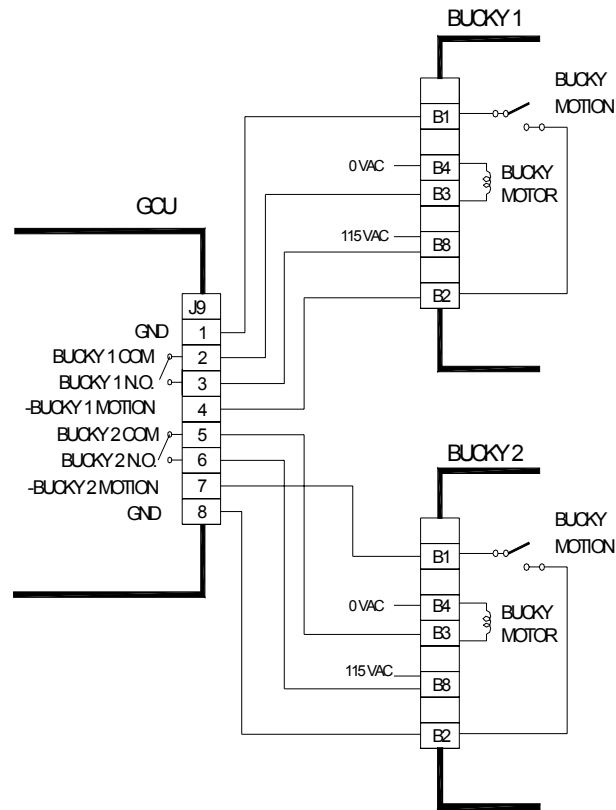 BUCKY 1
BUCKY
MOTION
B1
0 VAC
B4
B3
BUCKY
MOTOR
115 VAC
B8
B2
GCU
J9
GND
1
BUCKY 1 COM
2
BUCKY 1 N.O.
3
-BUCKY 1 MOTION
4
BUCKY 2 COM
5
BUCKY 2 N.O.
6
-BUCKY 2 MOTION
7
GND
8
BUCKY 2
BUCKY
MOTION
B1
0 VAC
B4
B3
BUCKY
MOTOR
115 VAC
B8
B2